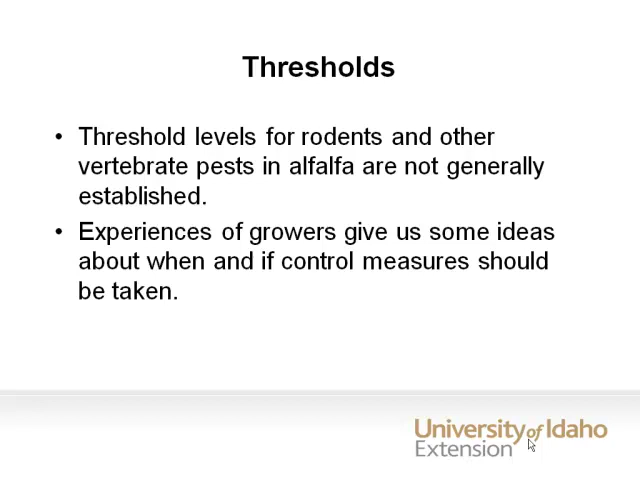 Thresholds
• Threshold levels for rodents and other
vertebrate pests in alfalfa are not generally
established.
• Experiences of growers give us some ideas
about when and if control measures should
be taken.
University of Idaho
Extension